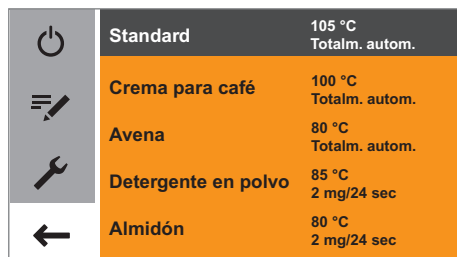 Standard
105 °C
Totalm. autom.
Crema para café
100 °C
Totalm. autom.
Avena
80 °C
Totalm. autom.
Detergente en polvo
85 °C
2 mg/24 sec
Almidón
80 °C
2 mg/24 sec